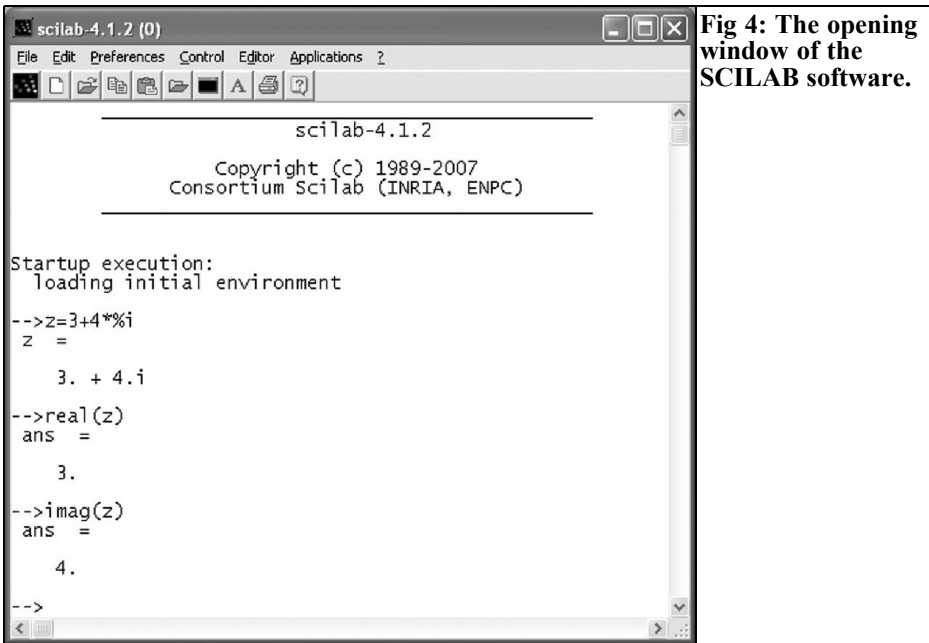 scilab-4.1.2 (0)
File Edit Preferences Control Editor Applications ?
A ?
scilab-4.1.2
Copyright (c) 1989-2007
Consortium Scilab (INRIA, ENPC)
Startup execution:
loading initial environment
-->z=3+4*%i
z =
3. + 4.i
-->real(z)
ans =
3.
-->imag(z)
ans =
4.
-->
Fig 4: The opening
window of the
SCILAB software.